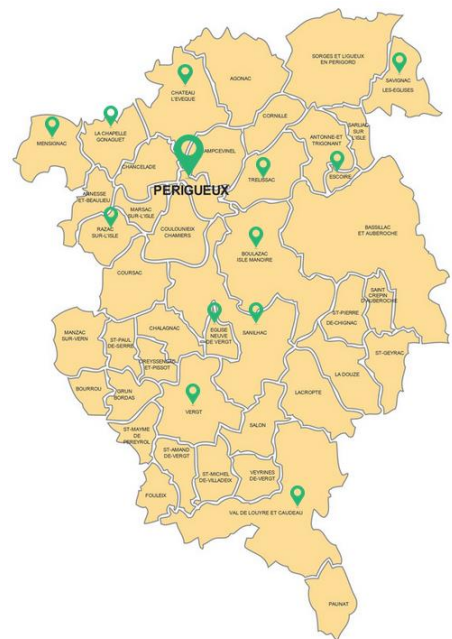 SORGES ET LIGUEUX
EN PERIGORD
AGONAC
SAVIGNAC
LES-EGLISES
CHATEAU
L'EVEQUE
CORNILLE
LA CHAPELLE
GONAGUET
MENSIGNAC
SARLIAC
SUR
L'ISLE
ANTONNE ET
TRIGONANT
AMPCEVINEL
CHANCELADE
TRELISSAC
ESCOIRE
PERIGUEUX
ANNESSE
ET-BEAULIEU
MARSAC
SUR-L'ISLE
RAZAC
SUR-L'ISLE
COULOUNIEIX
CHAMIERS
BASSILLAC
ET AUBEROCHE
BOULAZAC
ISLE MANOIRE
COURSAC
SAINT
CREPIN
D'AUBEROCHE
ST-PIERRE
DE-CHIGNAC
MANZAC
SUR-VERN
CHALAGNAC
EGLISE
NEUVE
DE VERGT
SANILHAC
ST-PAUL
DE-SERRE
ST-GEYRAC
CREYSSENSAC
ET-PISSOT
LA DOUZE
BOURROU
GRUN
BORDAS
VERGT
LACROPTE
SALON
ST-MAYME
DE
PEREYROL
ST-AMAND
DE-VERGT
ST-MICHEL
DE-VILLADEIX
VEYRINES
DE-VERGT
FOULEIX
VAL DE LOUYRE ET CAUDEAU
PAUNAT